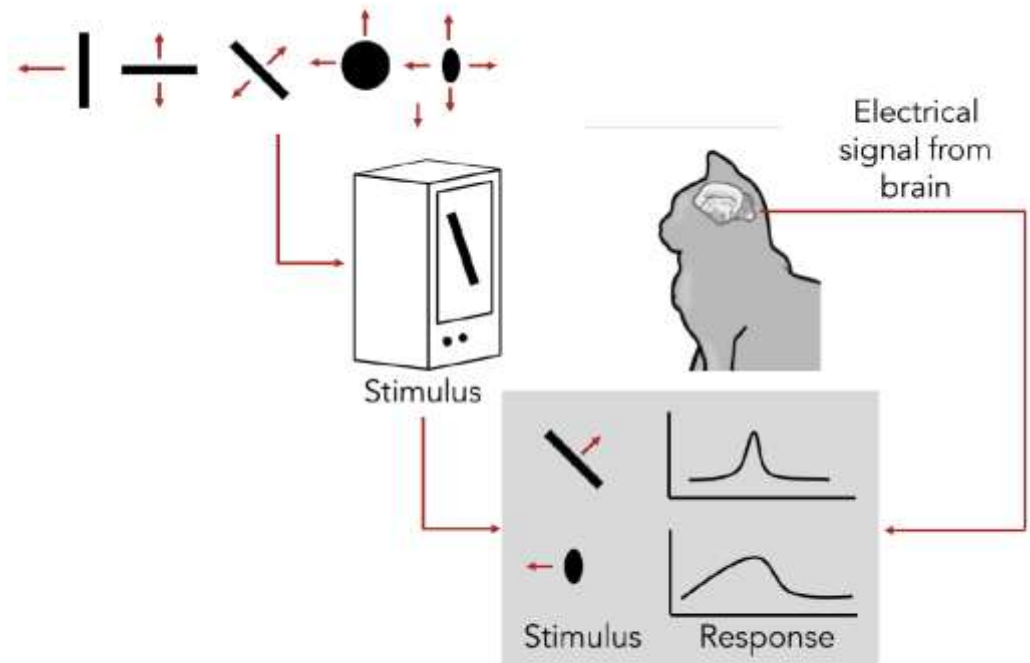 Electrical
signal from
brain
Stimulus
Stimulus
Response